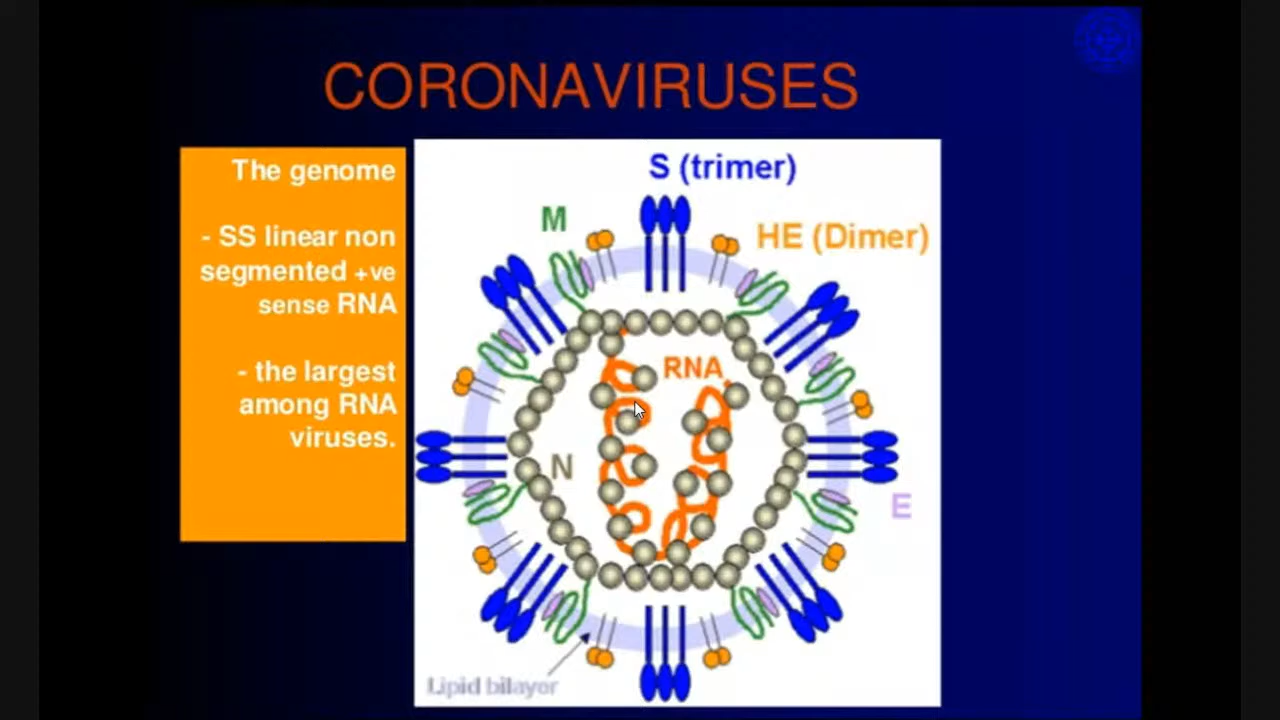 CORONAVIRUSES
The genome
- SS linear non
segmented +ve
sense RNA
- the largest
among RNA
viruses.
S (trimer)
M
HE (Dimer)
RNA
N
E
Lipid bilayer